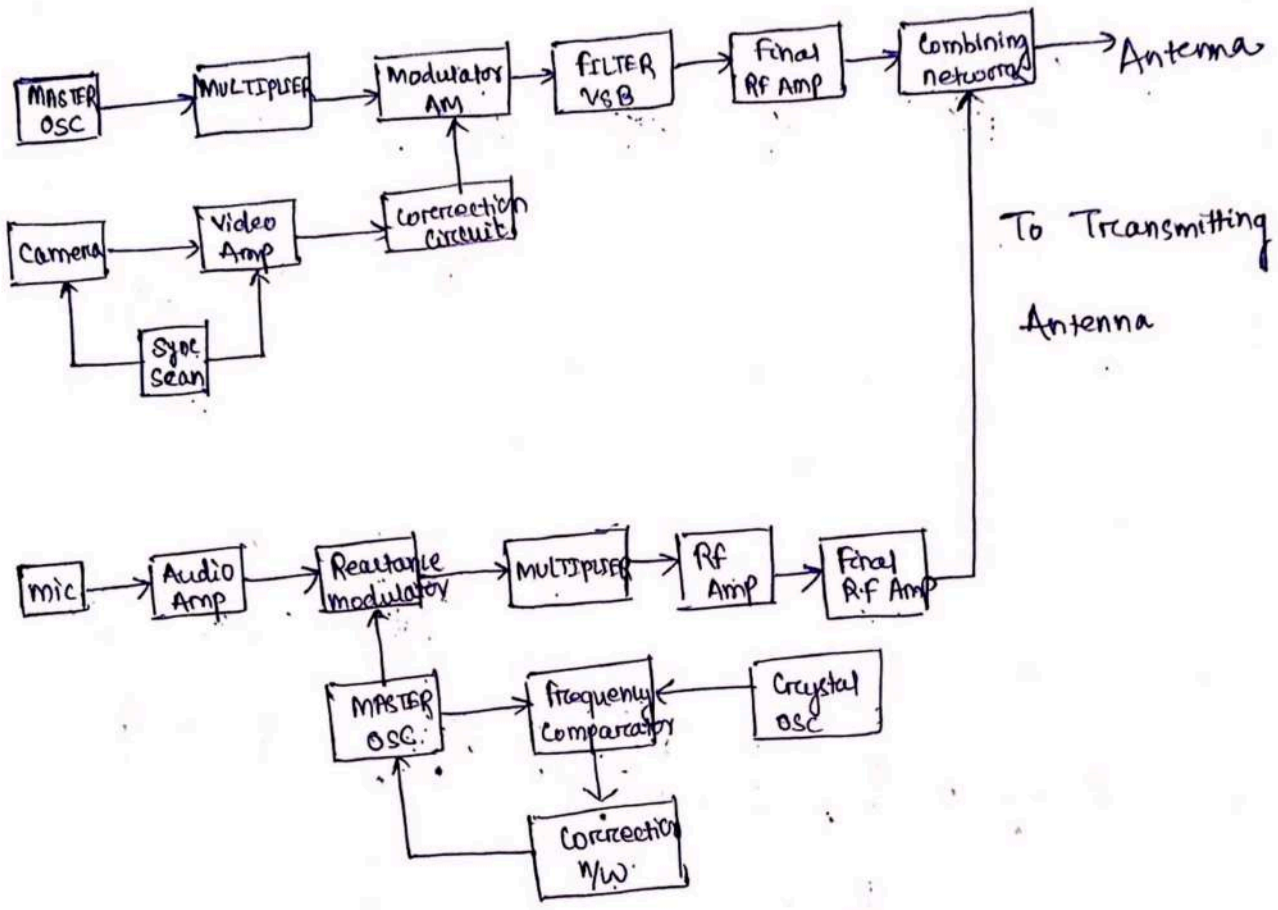 MASTER
OSC
MULTIPLIER
Modulator
AM
FILTER
VSB
Final
Rf Amp
Combining
network
Antenna
Camera
Video
Amp
Correction
Circuit
Sync
Scan
To Transmitting
Antenna
mic
Audio
Amp
Reactance
modulator
MULTIPLIER
Rf
Amp
Final
R.f Amp
MASTER
OSC.
frequency
Comparator
Crystal
OSC
Correction
n/w.